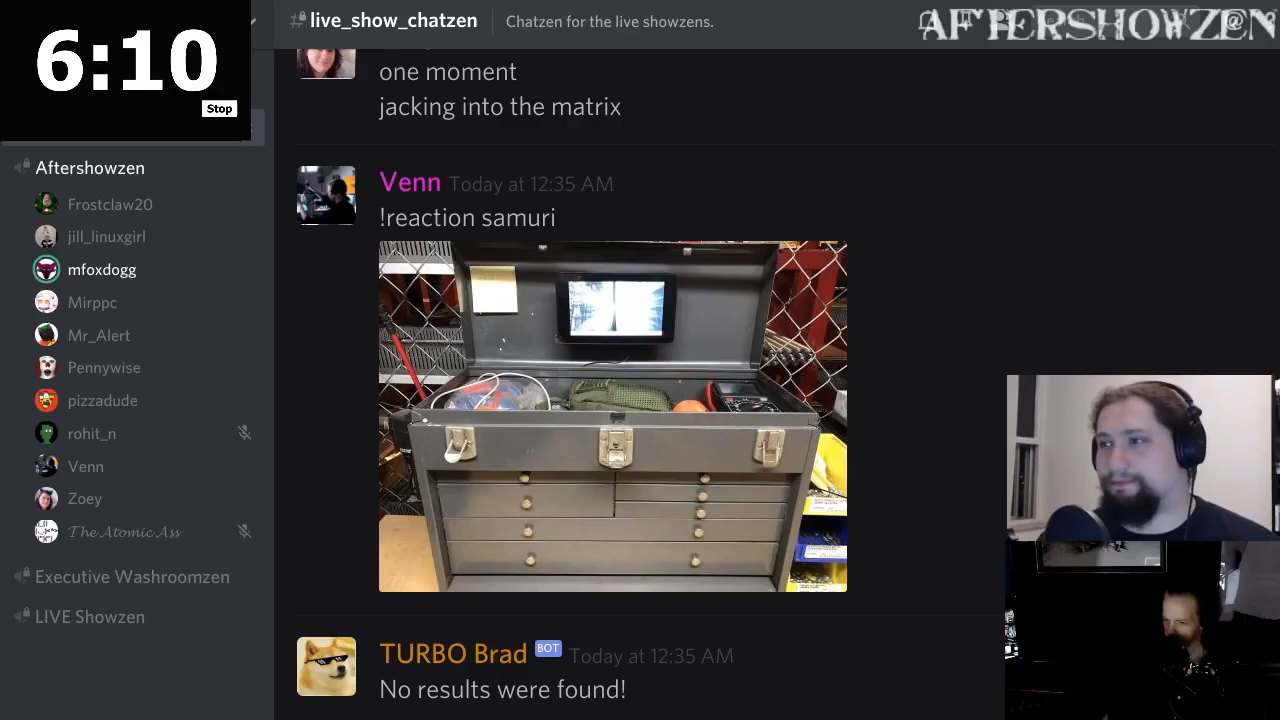 6:10
Stop
live_show_chatzen
Chatzen for the live showzens.
AFTERSHOWZEN
one moment
jacking into the matrix
Aftershowzen
Frostclaw20
jill_linuxgirl
mfoxdogg
Mirppc
Mr_Alert
Pennywise
pizzadude
rohit_n
Venn
Zoey
The Atomic Ass
Executive Washroomzen
LIVE Showzen
Venn Today at 12:35 AM
!reaction samuri
TURBO Brad BOT Today at 12:35 AM
No results were found!